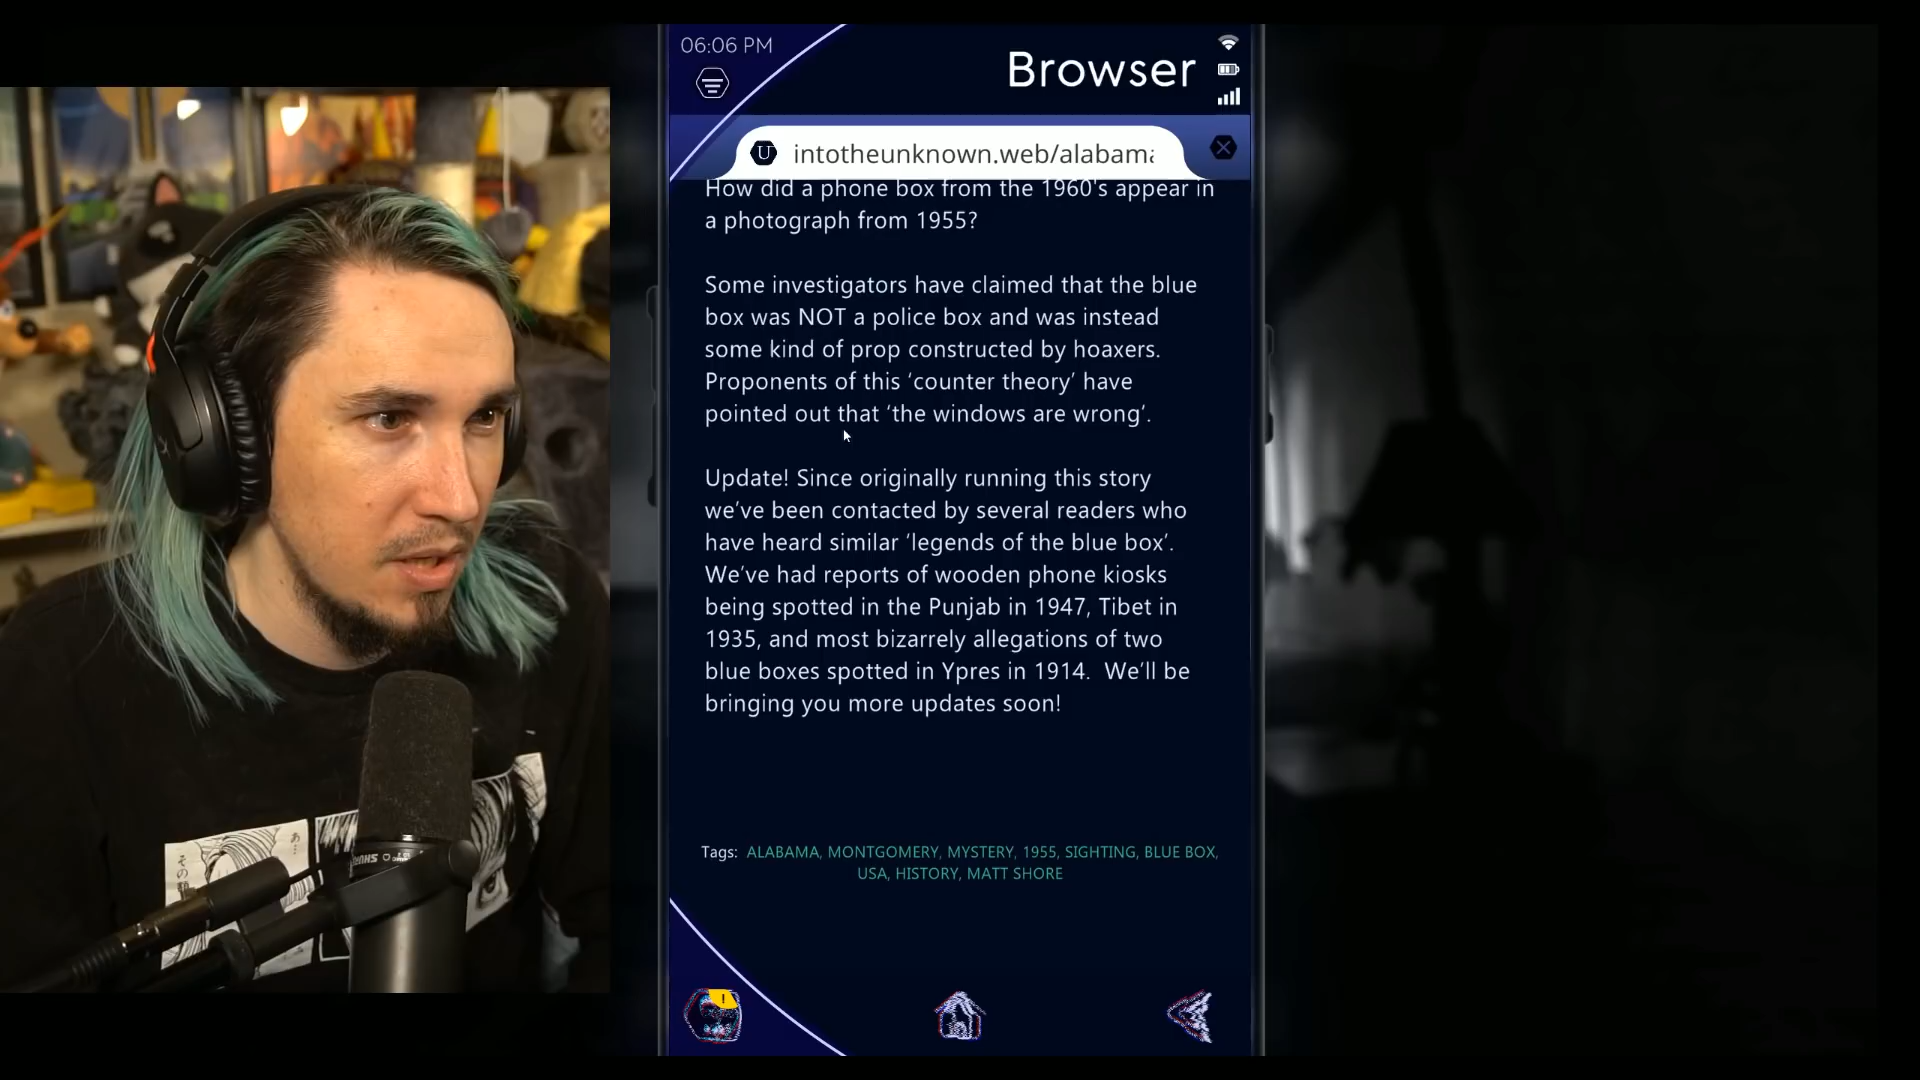 06:06 PM
Browser
U intotheunknown.web/alabama
How did a phone box from the 1960's appear in
a photograph from 1955?
Some investigators have claimed that the blue
box was NOT a police box and was instead
some kind of prop constructed by hoaxers.
Proponents of this ‘counter theory’ have
pointed out that ‘the windows are wrong’.
Update! Since originally running this story
we’ve been contacted by several readers who
have heard similar ‘legends of the blue box’.
We’ve had reports of wooden phone kiosks
being spotted in the Punjab in 1947, Tibet in
1935, and most bizarrely allegations of two
blue boxes spotted in Ypres in 1914. We’ll be
bringing you more updates soon!
Tags: ALABAMA, MONTGOMERY, MYSTERY, 1955, SIGHTING, BLUE BOX,
USA, HISTORY, MATT SHORE
!